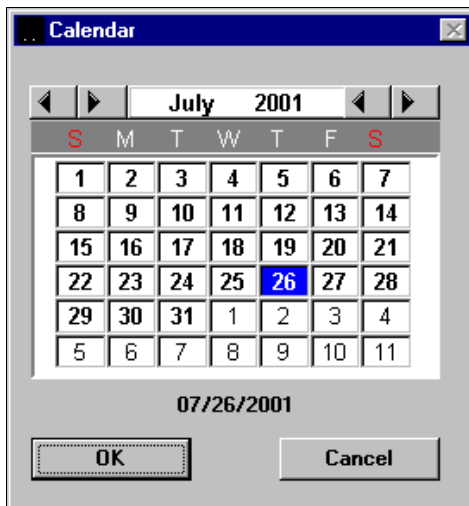 Calendar
July 2001
S M T W T F S
1 2 3 4 5 6 7
8 9 10 11 12 13 14
15 16 17 18 19 20 21
22 23 24 25 26 27 28
29 30 31 1 2 3 4
5 6 7 8 9 10 11
07/26/2001
OK Cancel